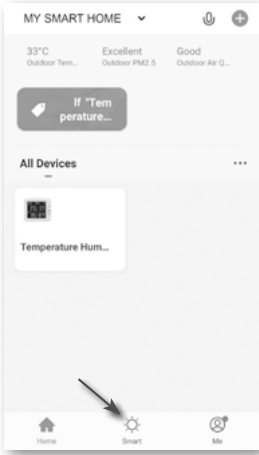 MY SMART HOME
33°C Excellent Good
Outdoor Tem... Outdoor PM2.5 Outdoor Air Q...
If "Tem
perature...
All Devices
Temperature Hum...
Home Smart Me